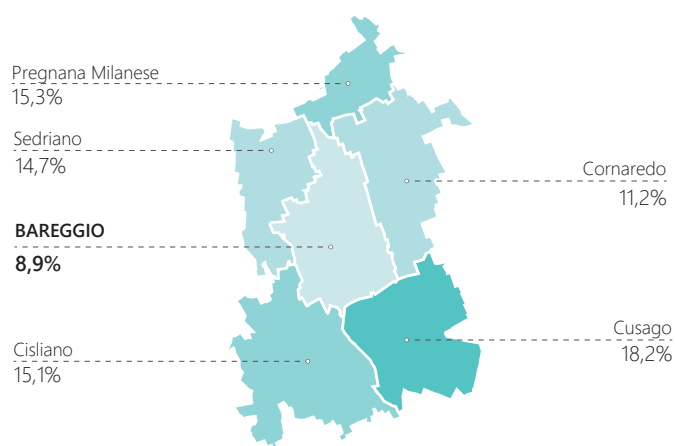 Pregnana Milanese
15,3%
Sedriano
14,7%
Cornaredo
11,2%
BAREGGIO
8,9%
Cusago
18,2%
Cisliano
15,1%